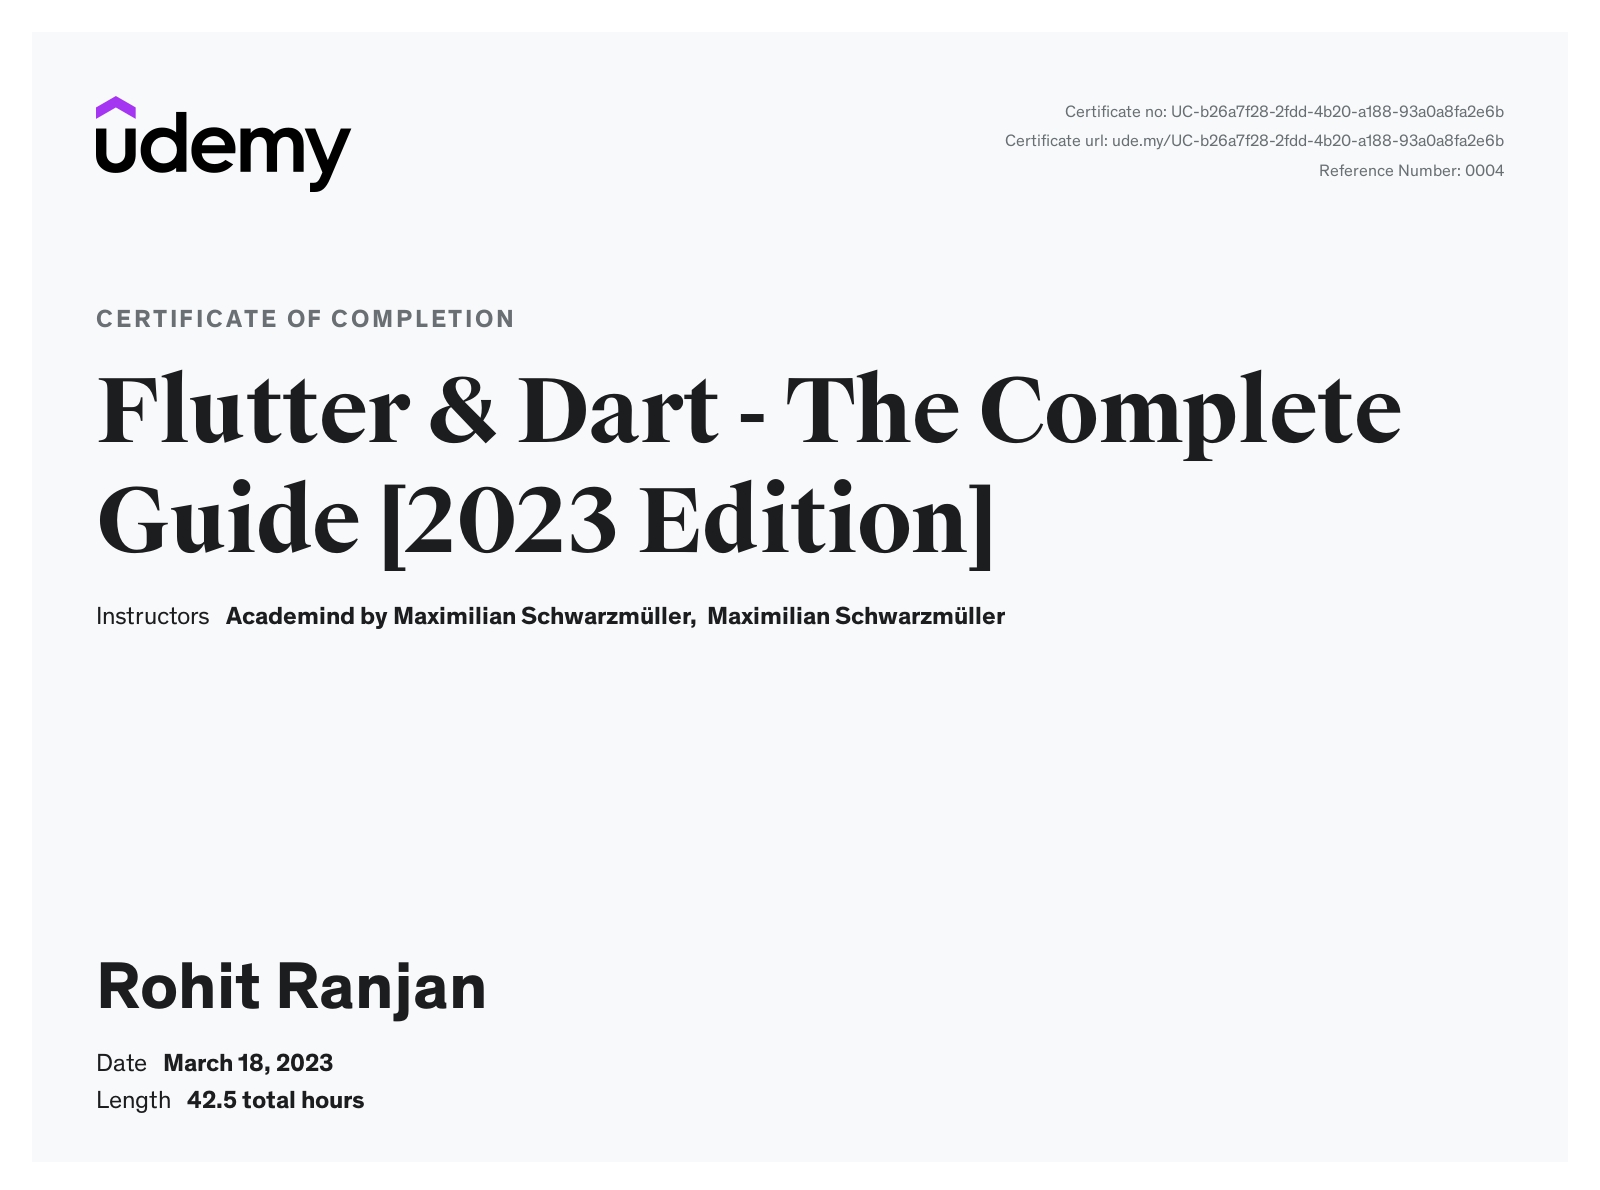 udemy
Certificate no: UC-b26a7f28-2fdd-4b20-a188-93a0a8fa2e6b
Certificate url: ude.my/UC-b26a7f28-2fdd-4b20-a188-93a0a8fa2e6b
Reference Number: 0004
CERTIFICATE OF COMPLETION
Flutter & Dart - The Complete
Guide [2023 Edition]
Instructors Academind by Maximilian Schwarzmüller, Maximilian Schwarzmüller
Rohit Ranjan
Date March 18, 2023
Length 42.5 total hours